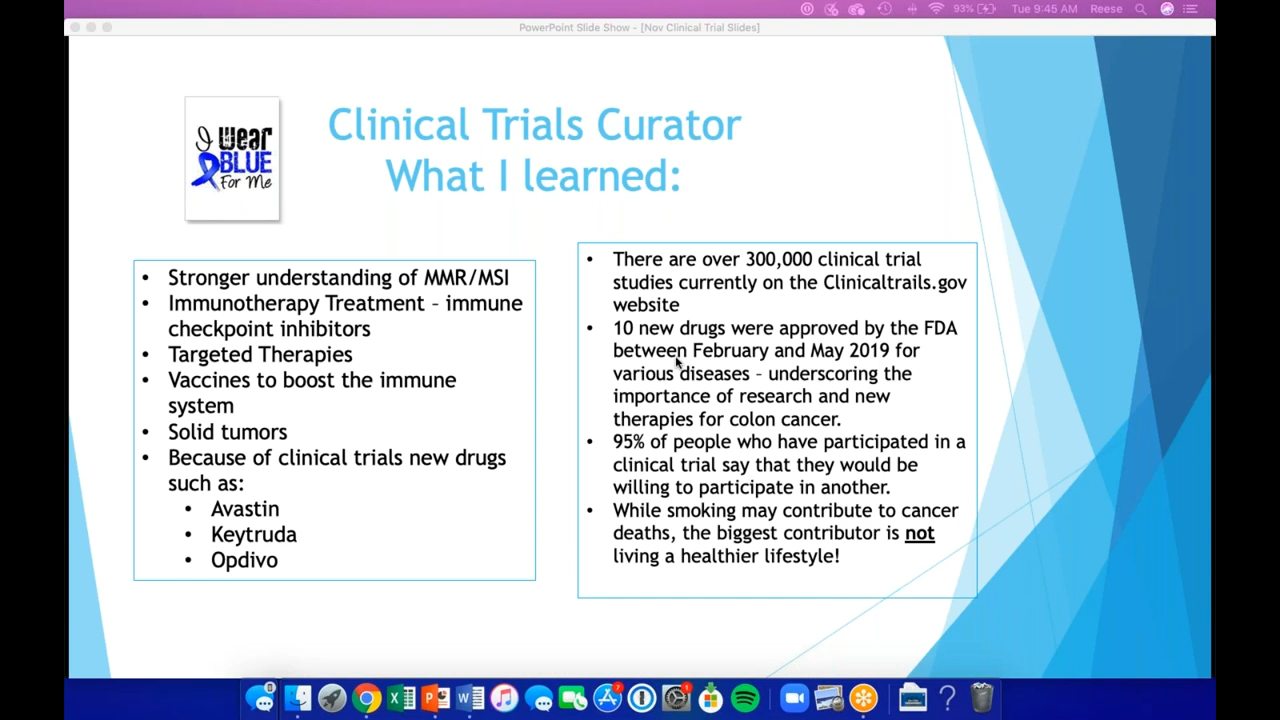 93%
Tue 9:45 AM
Reese
PowerPoint Slide Show - [Nov Clinical Trial Slides]
I Wear
BLUE
For Me
Clinical Trials Curator
What I learned:
• Stronger understanding of MMR/MSI
• Immunotherapy Treatment – immune
checkpoint inhibitors
• Targeted Therapies
• Vaccines to boost the immune
system
• Solid tumors
• Because of clinical trials new drugs
such as:
• Avastin
• Keytruda
• Opdivo
• There are over 300,000 clinical trial
studies currently on the Clinicaltrails.gov
website
• 10 new drugs were approved by the FDA
between February and May 2019 for
various diseases – underscoring the
importance of research and new
therapies for colon cancer.
• 95% of people who have participated in a
clinical trial say that they would be
willing to participate in another.
• While smoking may contribute to cancer
deaths, the biggest contributor is not
living a healthier lifestyle!